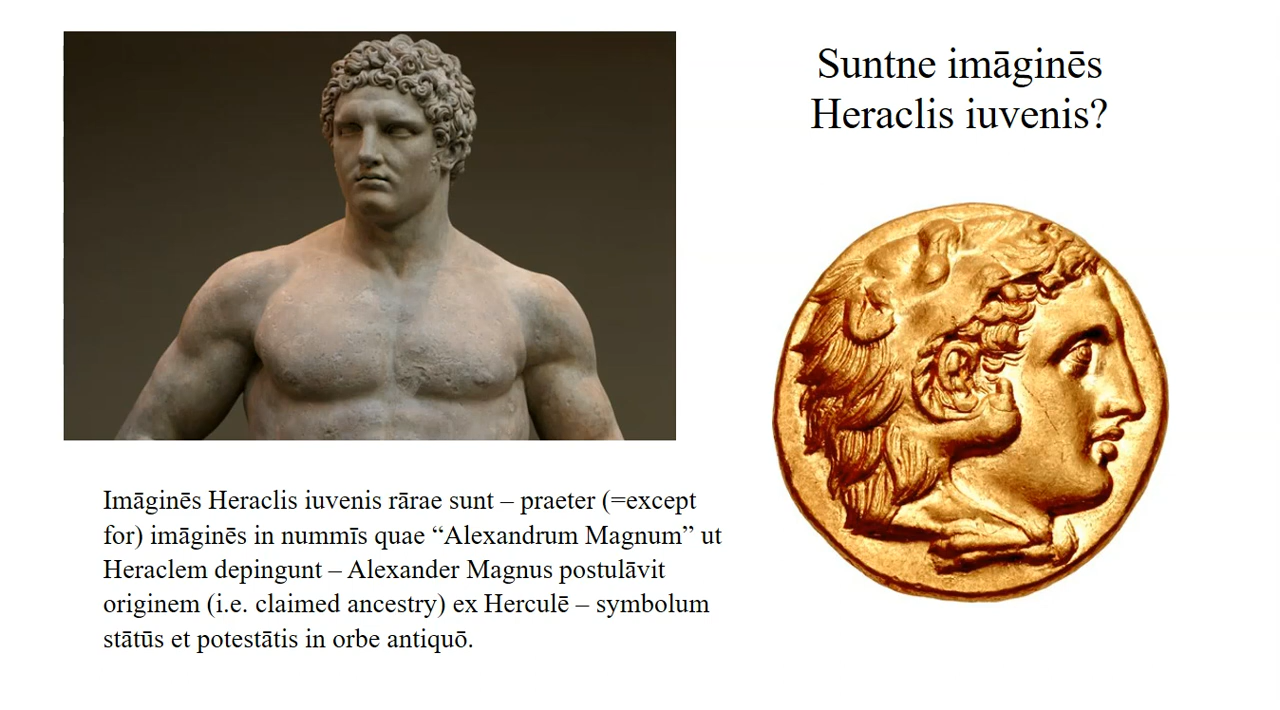 Suntne imāginēs
Heraclis iuvenis?
Imāginēs Heraclis iuvenis rārae sunt – praeter (=except
for) imāginēs in nummīs quae “Alexandrum Magnum” ut
Heraclem depingunt – Alexander Magnus postulāvit
originem (i.e. claimed ancestry) ex Herculē – symbolum
stātūs et potestātis in orbe antiquō.